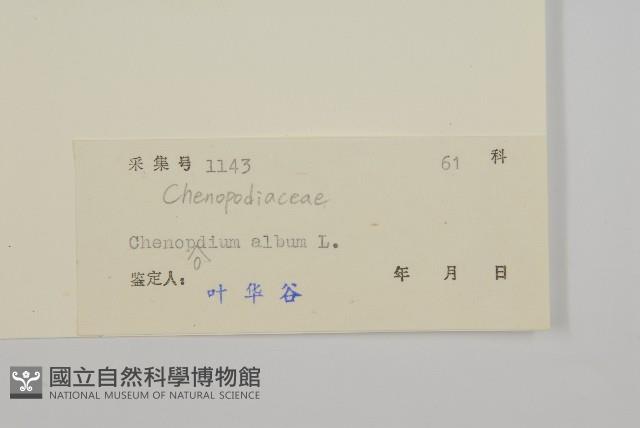 采集号 1143 61 科
Chenopodiaceae
Chenopdium album L.
o
鉴定人: 叶华谷 年 月 日
國立自然科學博物館
NATIONAL MUSEUM OF NATURAL SCIENCE